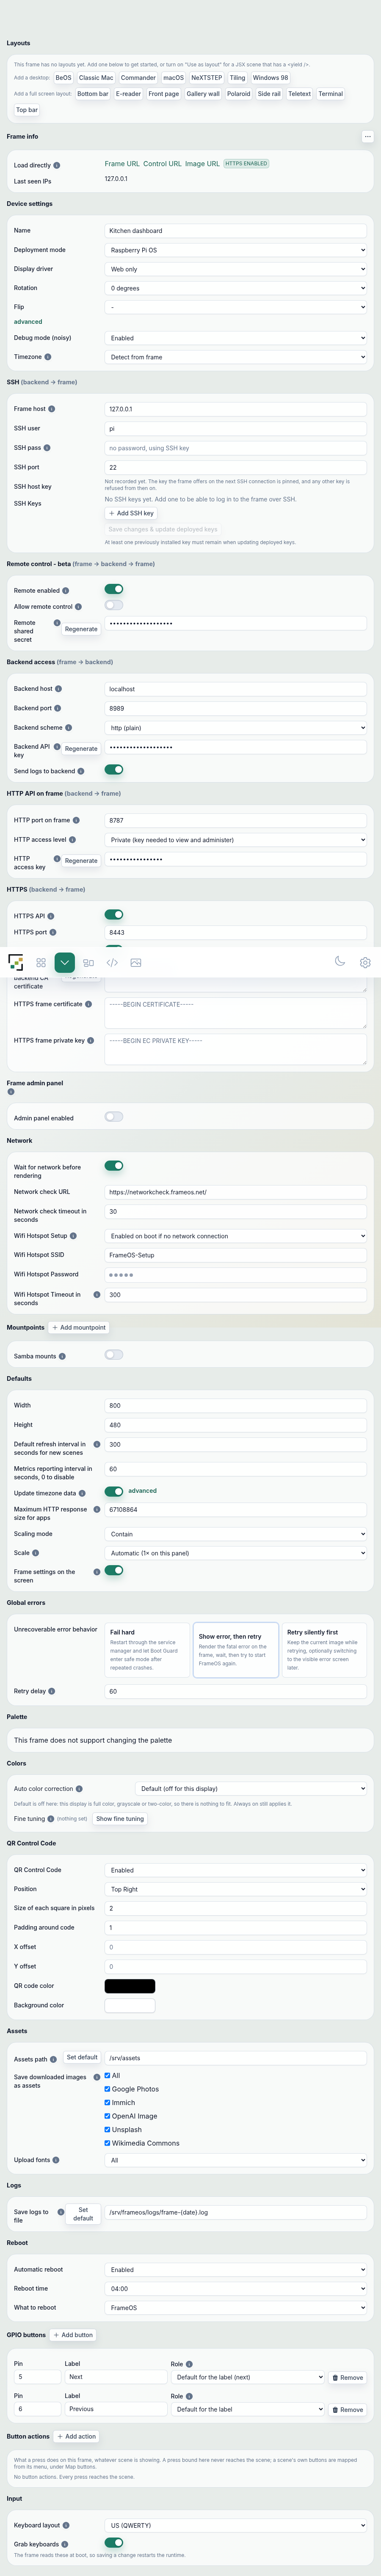 Layouts
This frame has no layouts yet. Add one below to get started, or turn on "Use as layout" for a JSX scene that has a <yield />.
Add a desktop: BeOS Classic Mac Commander macOS NeXTSTEP Tiling Windows 98
Add a full screen layout: Bottom bar E-reader Front page Gallery wall Polaroid Side rail Teletext Terminal
Top bar
Frame info
Load directly Frame URL Control URL Image URL HTTPS ENABLED
Last seen IPs 127.0.0.1
Device settings
Name Kitchen dashboard
Deployment mode Raspberry Pi OS
Display driver Web only
Rotation 0 degrees
Flip -
advanced
Debug mode (noisy) Enabled
Timezone Detect from frame
SSH (backend → frame)
Frame host 127.0.0.1
SSH user pi
SSH pass no password, using SSH key
SSH port 22
SSH host key Not recorded yet. The key the frame offers on the next SSH connection is pinned, and any other key is
refused from then on.
SSH Keys No SSH keys yet. Add one to be able to log in to the frame over SSH.
+ Add SSH key
Save changes & update deployed keys
At least one previously installed key must remain when updating deployed keys.
Remote control - beta (frame → backend → frame)
Remote enabled
Allow remote control
Remote
shared
secret Regenerate
Backend access (frame → backend)
Backend host localhost
Backend port 8989
Backend scheme http (plain)
Backend API
key Regenerate
Send logs to backend
HTTP API on frame (backend → frame)
HTTP port on frame 8787
HTTP access level Private (key needed to view and administer)
HTTP
access key Regenerate
HTTPS (backend → frame)
HTTPS API
HTTPS port 8443
backend CA
certificate
HTTPS frame certificate -----BEGIN CERTIFICATE-----
HTTPS frame private key -----BEGIN EC PRIVATE KEY-----
Frame admin panel
Admin panel enabled
Network
Wait for network before
rendering
Network check URL https://networkcheck.frameos.net/
Network check timeout in
seconds 30
Wifi Hotspot Setup Enabled on boot if no network connection
Wifi Hotspot SSID FrameOS-Setup
Wifi Hotspot Password
Wifi Hotspot Timeout in
seconds 300
Mountpoints + Add mountpoint
Samba mounts
Defaults
Width 800
Height 480
Default refresh interval in
seconds for new scenes 300
Metrics reporting interval in
seconds, 0 to disable 60
Update timezone data advanced
Maximum HTTP response
size for apps 67108864
Scaling mode Contain
Scale Automatic (1× on this panel)
Frame settings on the
screen
Global errors
Unrecoverable error behavior
Fail hard
Restart through the service
manager and let Boot Guard
enter safe mode after
repeated crashes.
Show error, then retry
Render the fatal error on the
frame, wait, then try to start
FrameOS again.
Retry silently first
Keep the current image while
retrying, optionally switching
to the visible error screen
later.
Retry delay 60
Palette
This frame does not support changing the palette
Colors
Auto color correction Default (off for this display)
Default is off here: this display is full color, grayscale or two-color, so there is nothing to fit. Always on still applies it.
Fine tuning (nothing set) Show fine tuning
QR Control Code
QR Control Code Enabled
Position Top Right
Size of each square in pixels 2
Padding around code 1
X offset 0
Y offset 0
QR code color
Background color
Assets
Assets path Set default /srv/assets
Save downloaded images
as assets
All
Google Photos
Immich
OpenAI Image
Unsplash
Wikimedia Commons
Upload fonts All
Logs
Save logs to
file Set
default /srv/frameos/logs/frame-{date}.log
Reboot
Automatic reboot Enabled
Reboot time 04:00
What to reboot FrameOS
GPIO buttons + Add button
Pin Label Role
5 Next Default for the label (next) Remove
Pin Label Role
6 Previous Default for the label Remove
Button actions + Add action
What a press does on this frame, whatever scene is showing. A press bound here never reaches the scene; a scene's own buttons are mapped
from its menu, under Map buttons.
No button actions. Every press reaches the scene.
Input
Keyboard layout US (QWERTY)
Grab keyboards
The frame reads these at boot, so saving a change restarts the runtime.